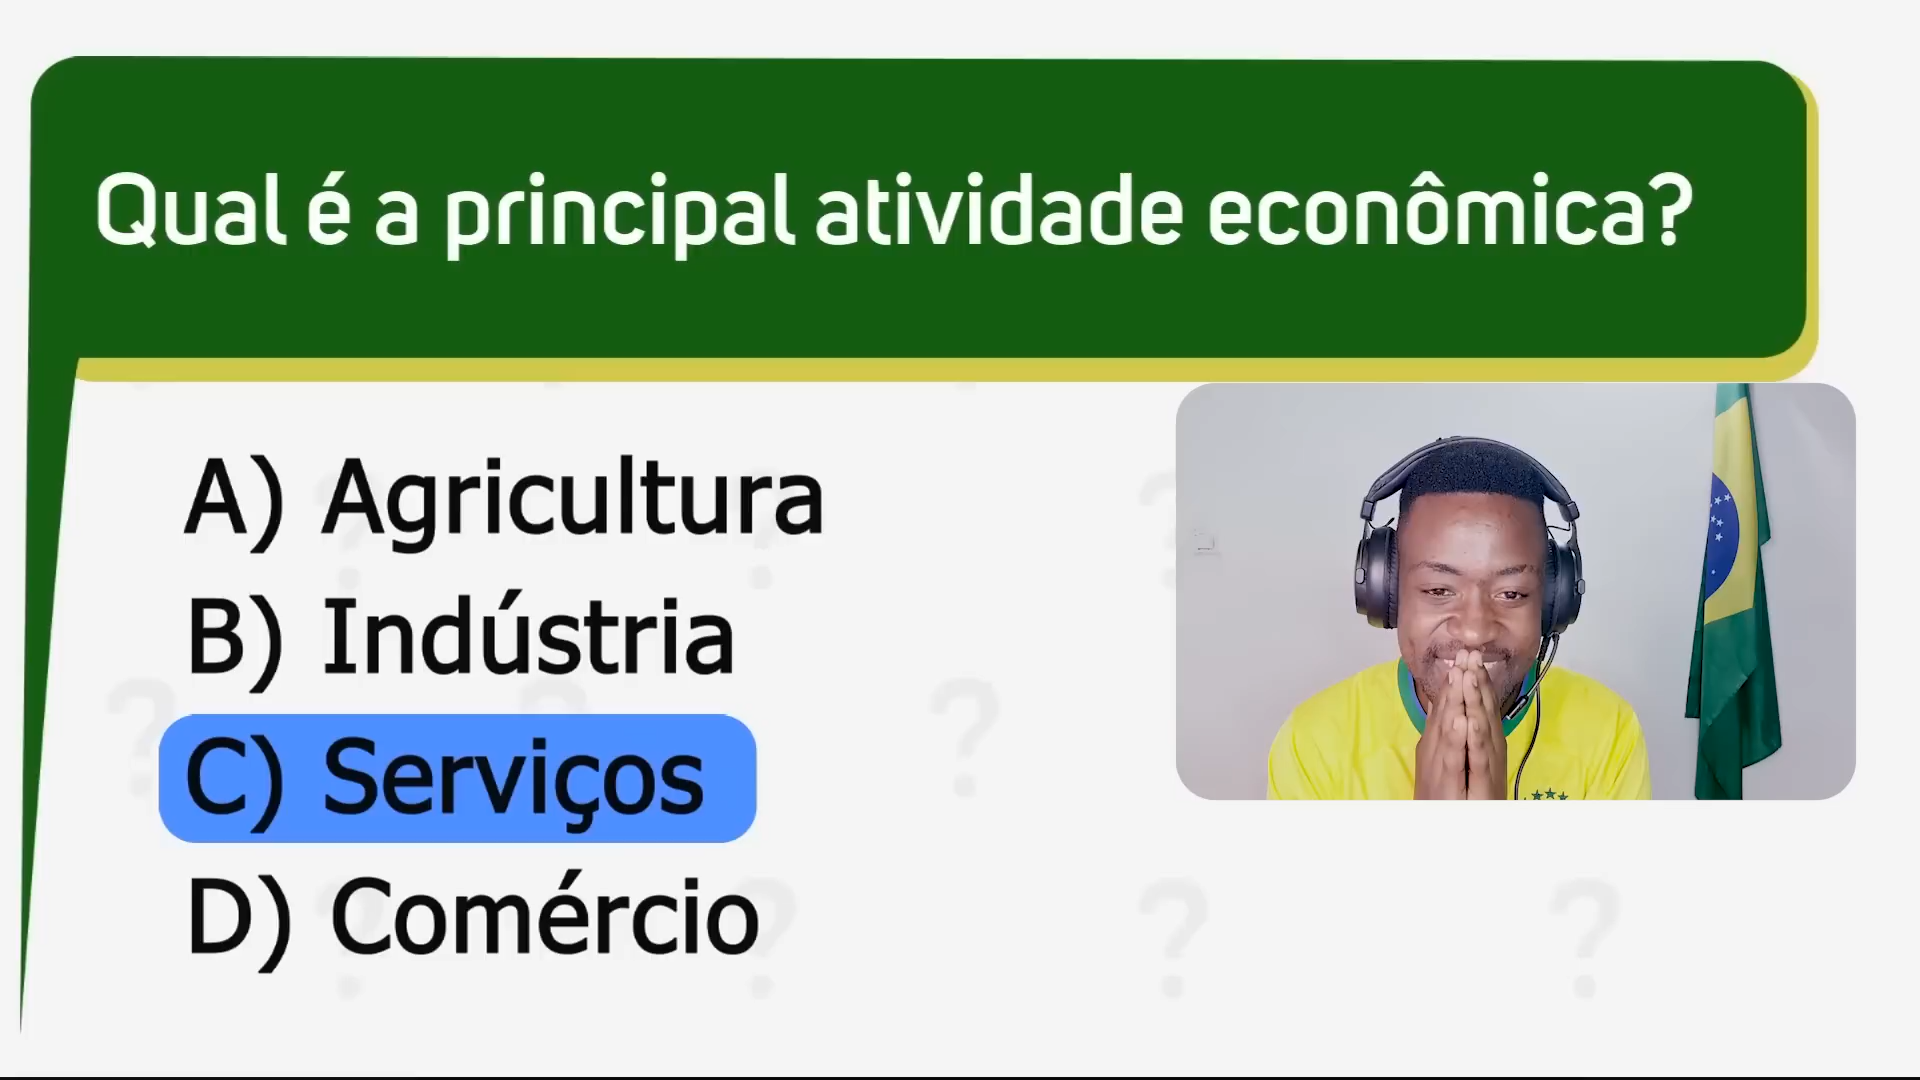 Qual é a principal atividade econômica?
A) Agricultura
B) Indústria
C) Serviços
D) Comércio